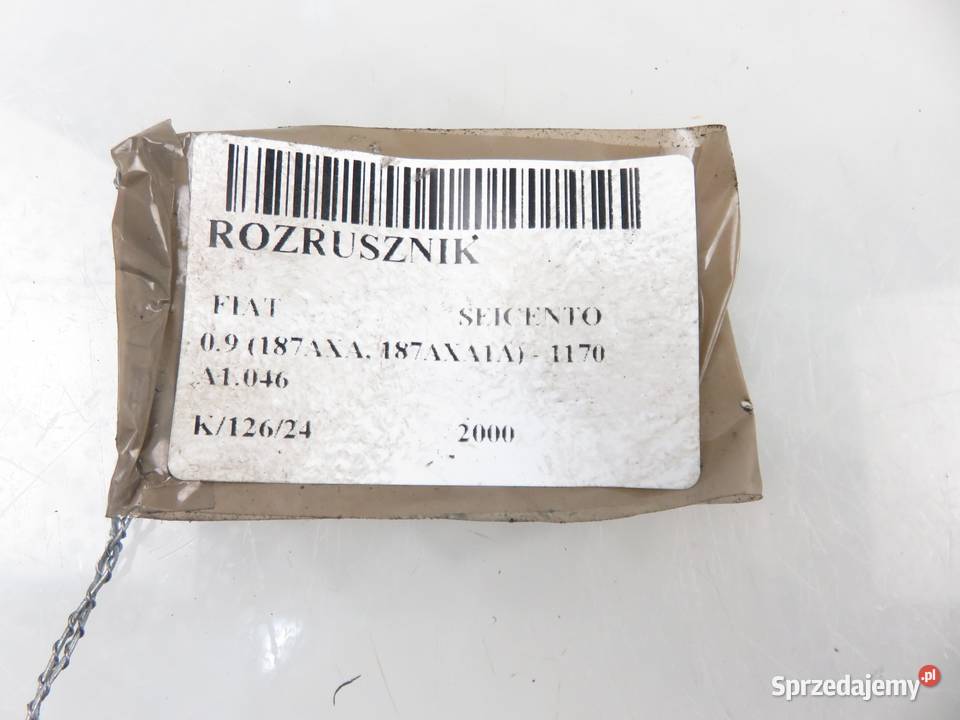 ROZRUSZNIK
FIAT SEICENTO
0.9 (187AXA, 187AXA1A) - 1170
A1.046
K/126/24 2000
Sprzedajemy.pl